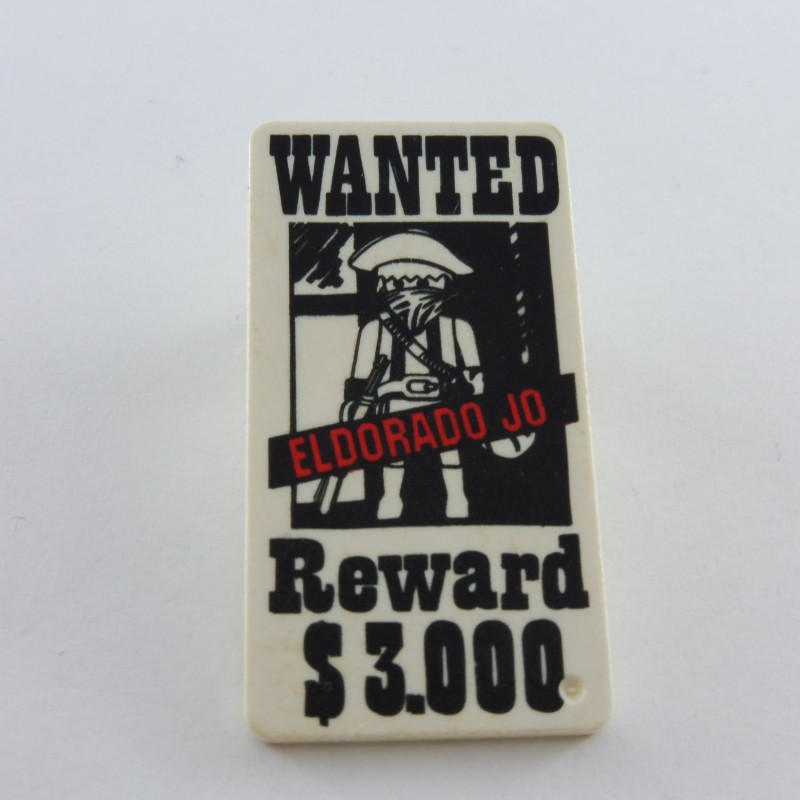 WANTED
ELDORADO JO
Reward
$ 3.000